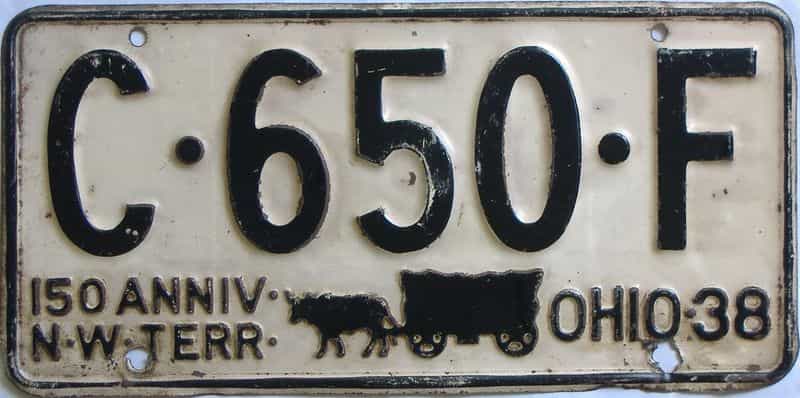 C·650·F
150 ANNIV·
N·W·TERR·
OHIO·38